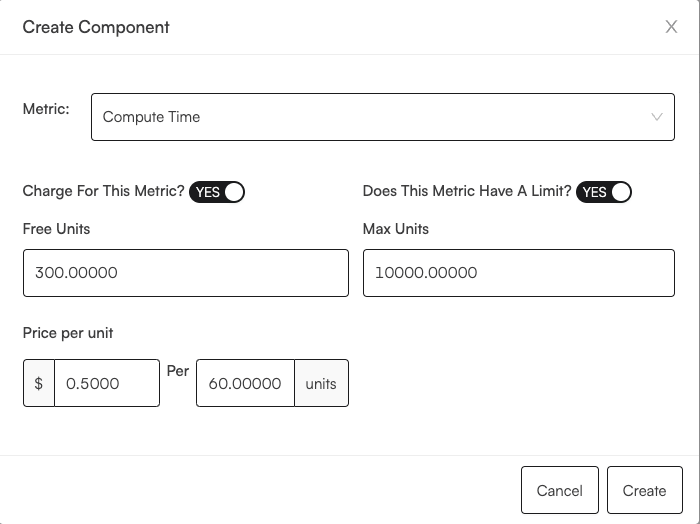 Create Component X
Metric: Compute Time
Charge For This Metric? YES Does This Metric Have A Limit? YES
Free Units Max Units
300.00000 10000.00000
Price per unit
$ 0.5000 Per 60.00000 units
Cancel Create